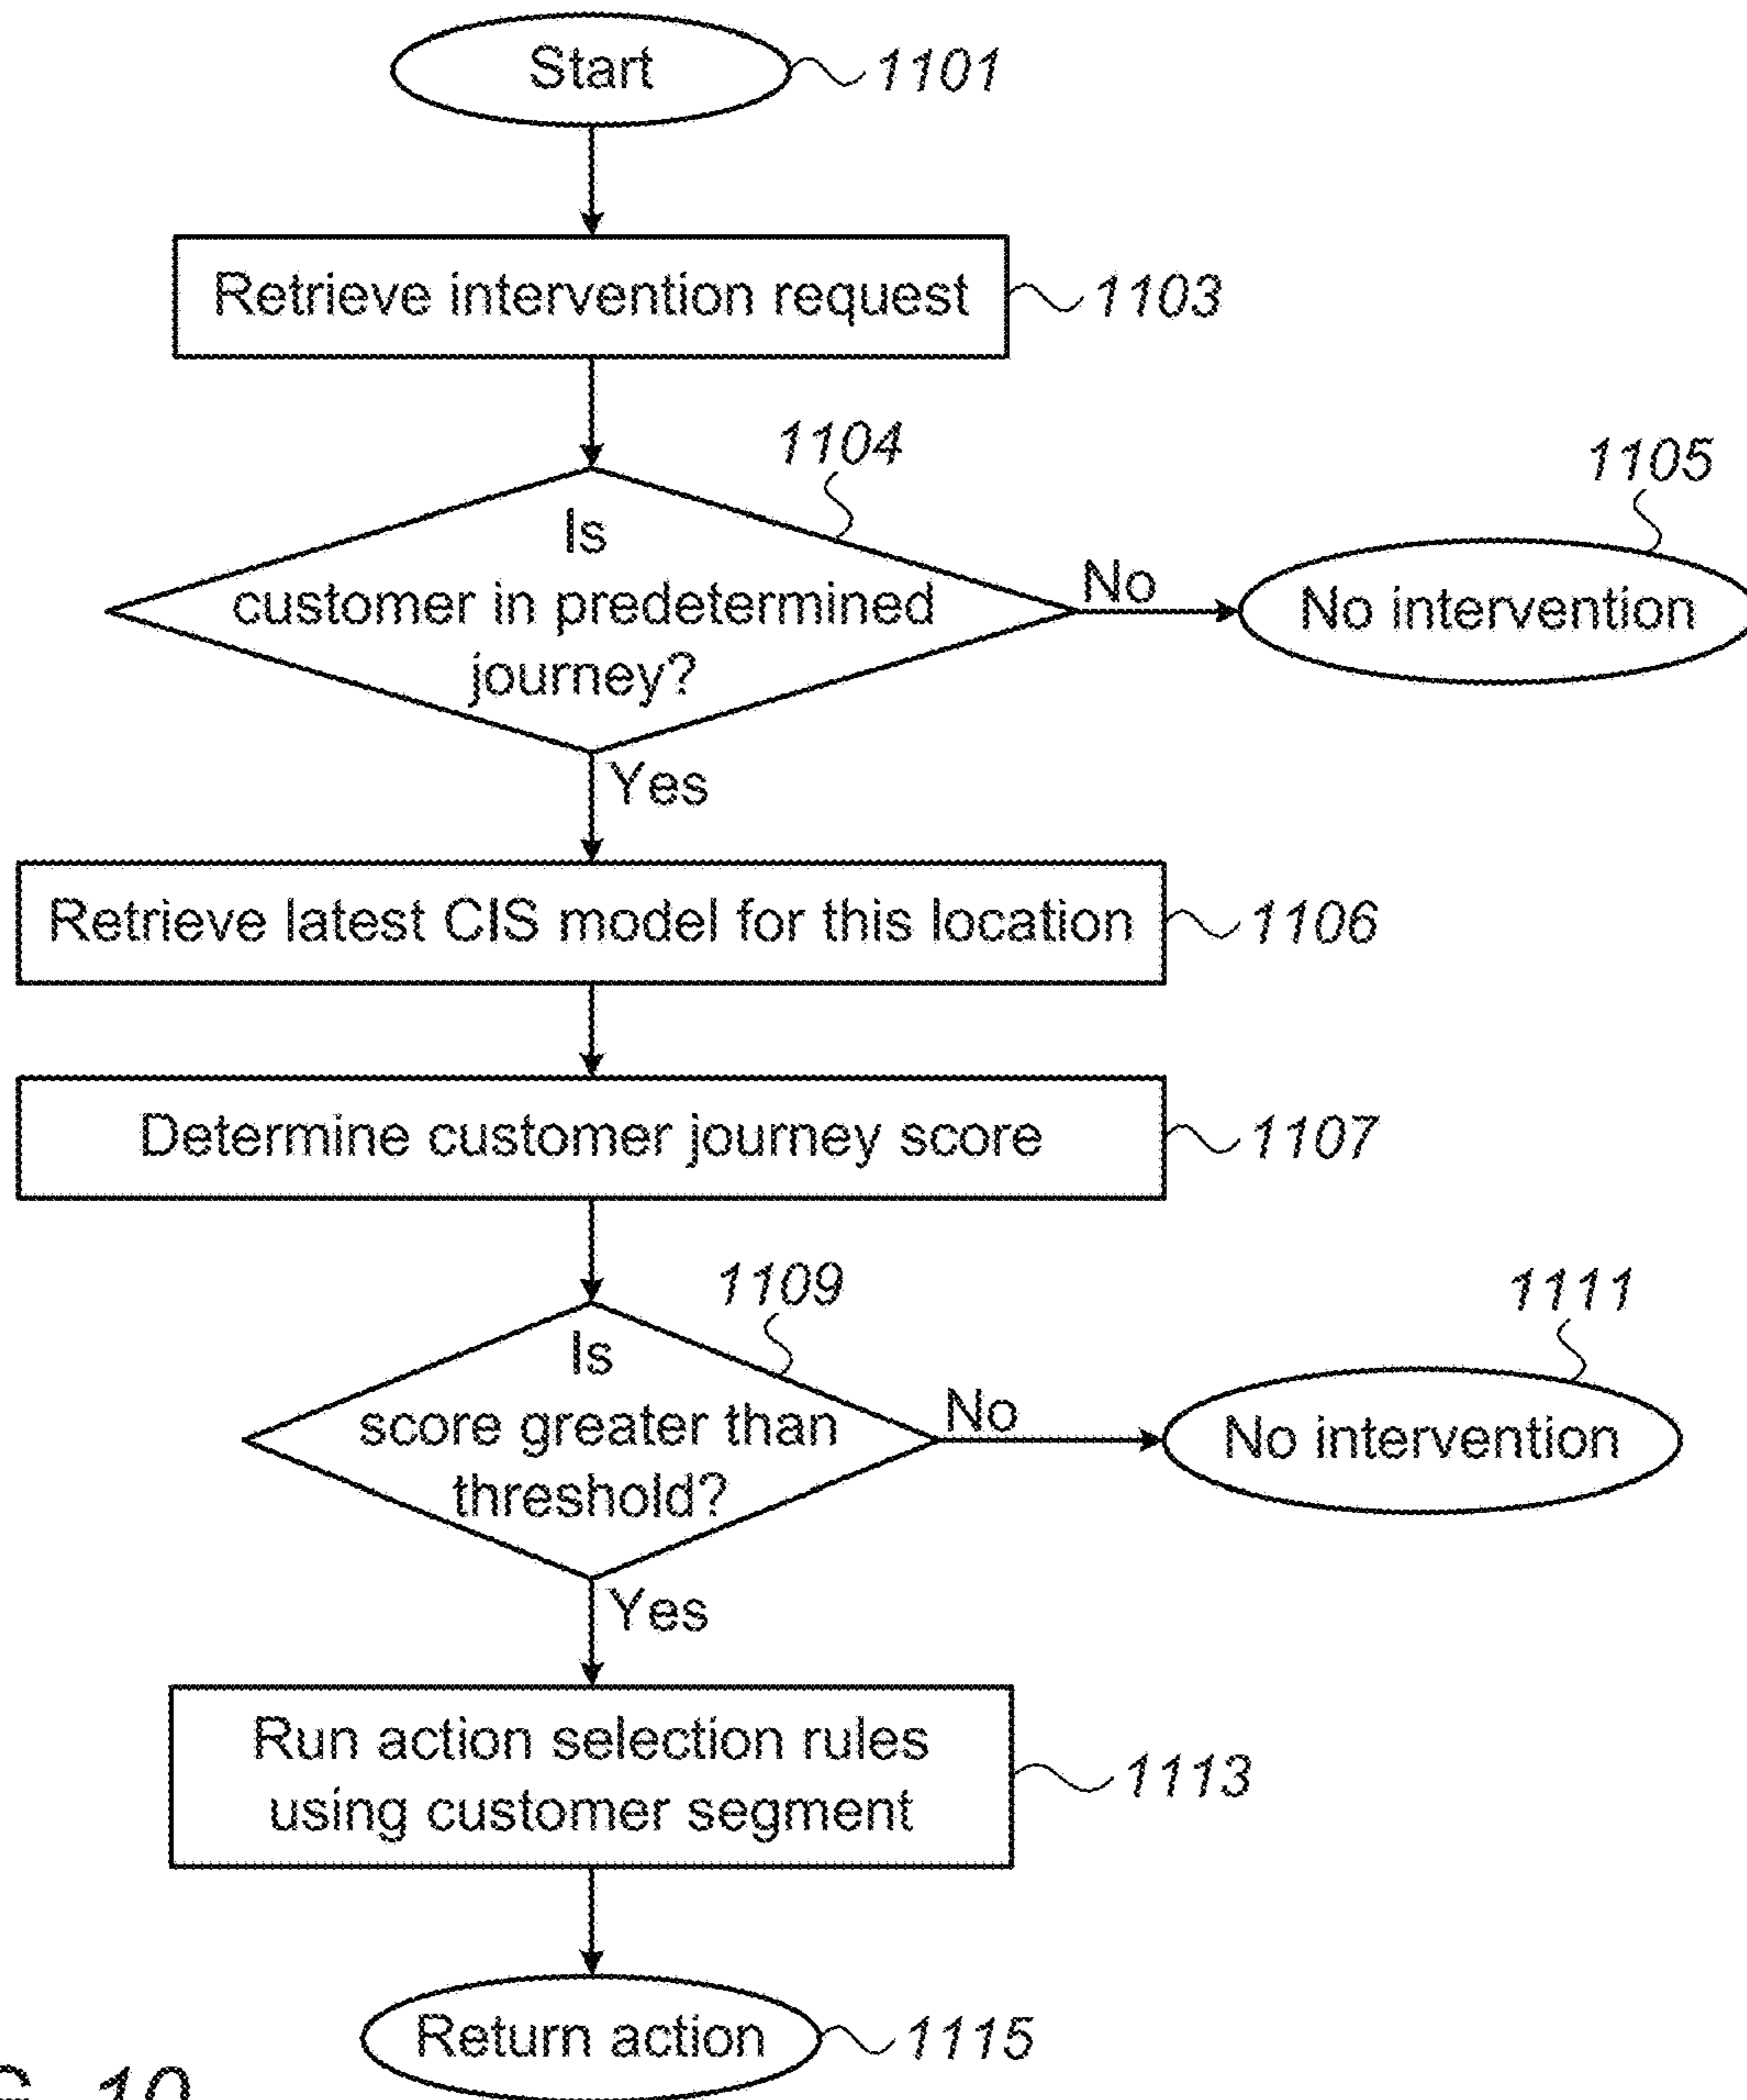 Start
1101
Retrieve intervention request
1103
1104
Is
customer in predetermined
journey?
No
1105
No intervention
Yes
Retrieve latest CIS model for this location
1106
Determine customer journey score
1107
1109
Is
score greater than
threshold?
No
1111
No intervention
Yes
Run action selection rules
using customer segment
1113
Return action
1115
10